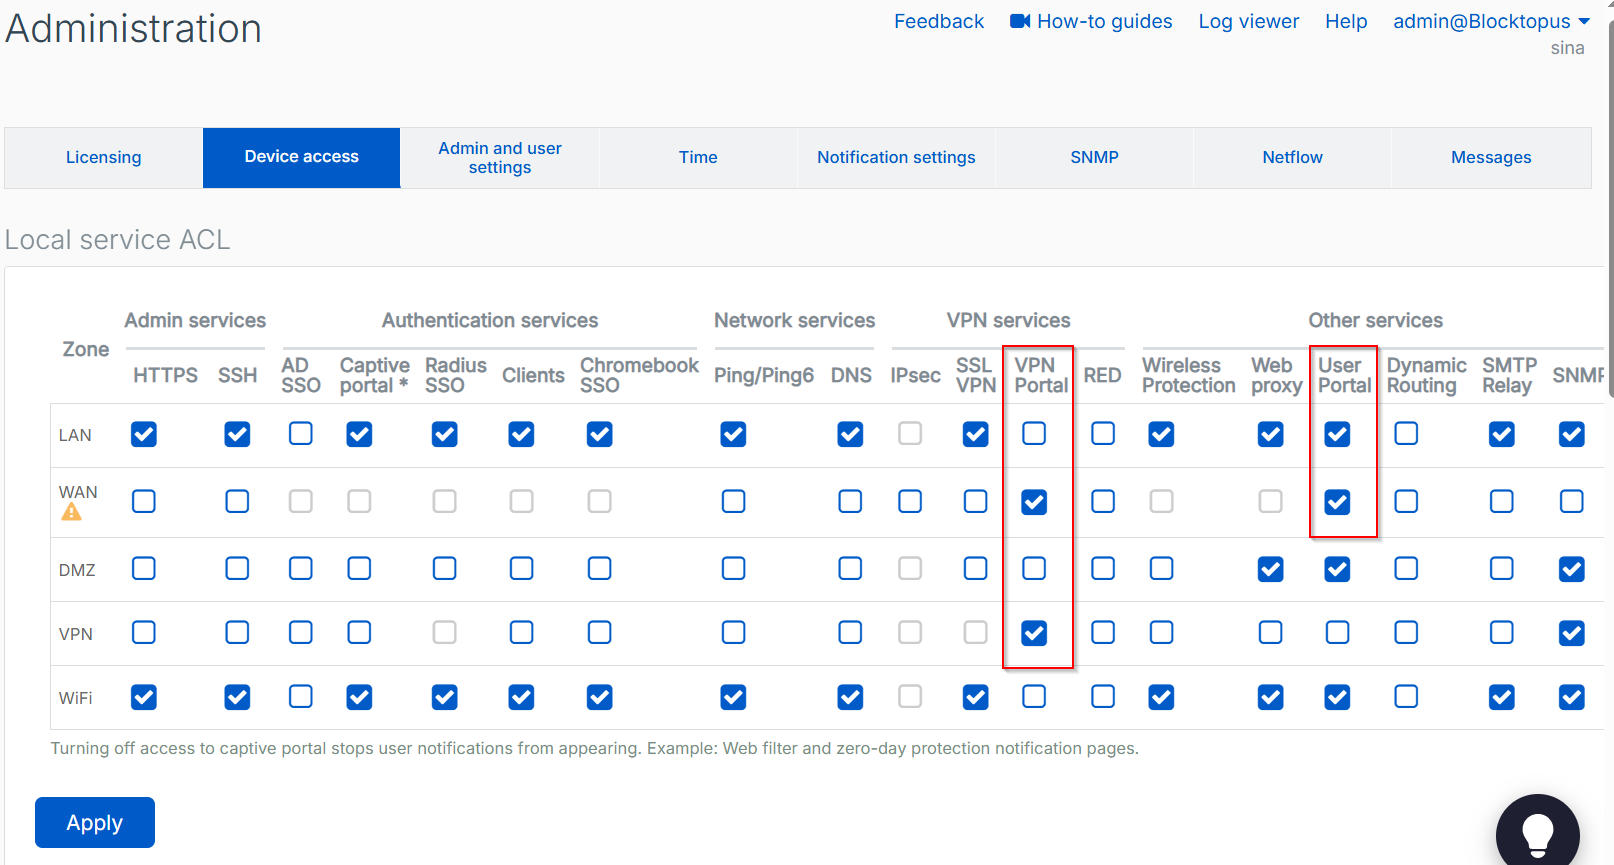 Administration
Feedback How-to guides Log viewer Help admin@Blocktopus
sina
Licensing Device access Admin and user settings Time Notification settings SNMP Netflow Messages
Local service ACL
Zone Admin services Authentication services Network services VPN services Other services
HTTPS SSH AD SSO Captive portal * Radius SSO Clients Chromebook SSO Ping/Ping6 DNS IPsec SSL VPN VPN Portal RED Wireless Protection Web proxy User Portal Dynamic Routing SMTP Relay SNMP
LAN
WAN
DMZ
VPN
WiFi
Turning off access to captive portal stops user notifications from appearing. Example: Web filter and zero-day protection notification pages.
Apply